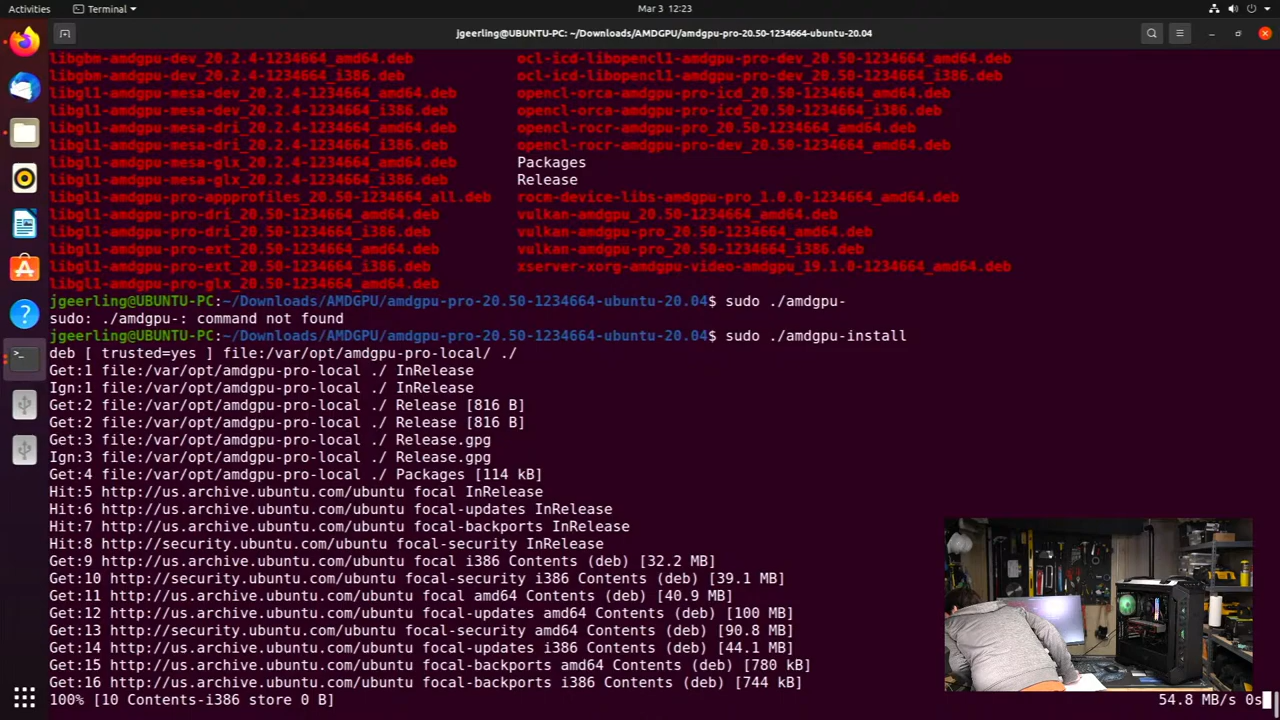 Activities
Terminal
Mar 3 12:23
jgeerling@UBUNTU-PC: ~/Downloads/AMDGPU/amdgpu-pro-20.50-1234664-ubuntu-20.04
libgbm-amdgpu-dev_20.2.4-1234664_amd64.deb ocl-icd-libopencl1-amdgpu-pro-dev_20.50-1234664_amd64.deb
libgbm-amdgpu-dev_20.2.4-1234664_i386.deb ocl-icd-libopencl1-amdgpu-pro-dev_20.50-1234664_i386.deb
libgl1-amdgpu-mesa-dev_20.2.4-1234664_amd64.deb opencl-orca-amdgpu-pro-icd_20.50-1234664_amd64.deb
libgl1-amdgpu-mesa-dev_20.2.4-1234664_i386.deb opencl-orca-amdgpu-pro-icd_20.50-1234664_i386.deb
libgl1-amdgpu-mesa-dri_20.2.4-1234664_amd64.deb opencl-rocr-amdgpu-pro_20.50-1234664_amd64.deb
libgl1-amdgpu-mesa-dri_20.2.4-1234664_i386.deb opencl-rocr-amdgpu-pro-dev_20.50-1234664_amd64.deb
libgl1-amdgpu-mesa-glx_20.2.4-1234664_amd64.deb Packages
libgl1-amdgpu-mesa-glx_20.2.4-1234664_i386.deb Release
libgl1-amdgpu-pro-appprofiles_20.50-1234664_all.deb rocm-device-libs-amdgpu-pro_1.0.0-1234664_amd64.deb
libgl1-amdgpu-pro-dri_20.50-1234664_amd64.deb vulkan-amdgpu_20.50-1234664_amd64.deb
libgl1-amdgpu-pro-dri_20.50-1234664_i386.deb vulkan-amdgpu-pro_20.50-1234664_amd64.deb
libgl1-amdgpu-pro-ext_20.50-1234664_amd64.deb vulkan-amdgpu-pro_20.50-1234664_i386.deb
libgl1-amdgpu-pro-ext_20.50-1234664_i386.deb xserver-xorg-amdgpu-video-amdgpu_19.1.0-1234664_amd64.deb
libgl1-amdgpu-pro-glx_20.50-1234664_amd64.deb
jgeerling@UBUNTU-PC:~/Downloads/AMDGPU/amdgpu-pro-20.50-1234664-ubuntu-20.04$ sudo ./amdgpu-
sudo: ./amdgpu-: command not found
jgeerling@UBUNTU-PC:~/Downloads/AMDGPU/amdgpu-pro-20.50-1234664-ubuntu-20.04$ sudo ./amdgpu-install
deb [ trusted=yes ] file:/var/opt/amdgpu-pro-local/ ./
Get:1 file:/var/opt/amdgpu-pro-local ./ InRelease
Ign:1 file:/var/opt/amdgpu-pro-local ./ InRelease
Get:2 file:/var/opt/amdgpu-pro-local ./ Release [816 B]
Get:2 file:/var/opt/amdgpu-pro-local ./ Release [816 B]
Get:3 file:/var/opt/amdgpu-pro-local ./ Release.gpg
Ign:3 file:/var/opt/amdgpu-pro-local ./ Release.gpg
Get:4 file:/var/opt/amdgpu-pro-local ./ Packages [114 kB]
Hit:5 http://us.archive.ubuntu.com/ubuntu focal InRelease
Hit:6 http://us.archive.ubuntu.com/ubuntu focal-updates InRelease
Hit:7 http://us.archive.ubuntu.com/ubuntu focal-backports InRelease
Hit:8 http://security.ubuntu.com/ubuntu focal-security InRelease
Get:9 http://us.archive.ubuntu.com/ubuntu focal i386 Contents (deb) [32.2 MB]
Get:10 http://security.ubuntu.com/ubuntu focal-security i386 Contents (deb) [39.1 MB]
Get:11 http://us.archive.ubuntu.com/ubuntu focal amd64 Contents (deb) [40.9 MB]
Get:12 http://us.archive.ubuntu.com/ubuntu focal-updates amd64 Contents (deb) [100 MB]
Get:13 http://security.ubuntu.com/ubuntu focal-security amd64 Contents (deb) [90.8 MB]
Get:14 http://us.archive.ubuntu.com/ubuntu focal-updates i386 Contents (deb) [44.1 MB]
Get:15 http://us.archive.ubuntu.com/ubuntu focal-backports amd64 Contents (deb) [780 kB]
Get:16 http://us.archive.ubuntu.com/ubuntu focal-backports i386 Contents (deb) [744 kB]
100% [10 Contents-i386 store 0 B] 54.8 MB/s 0s